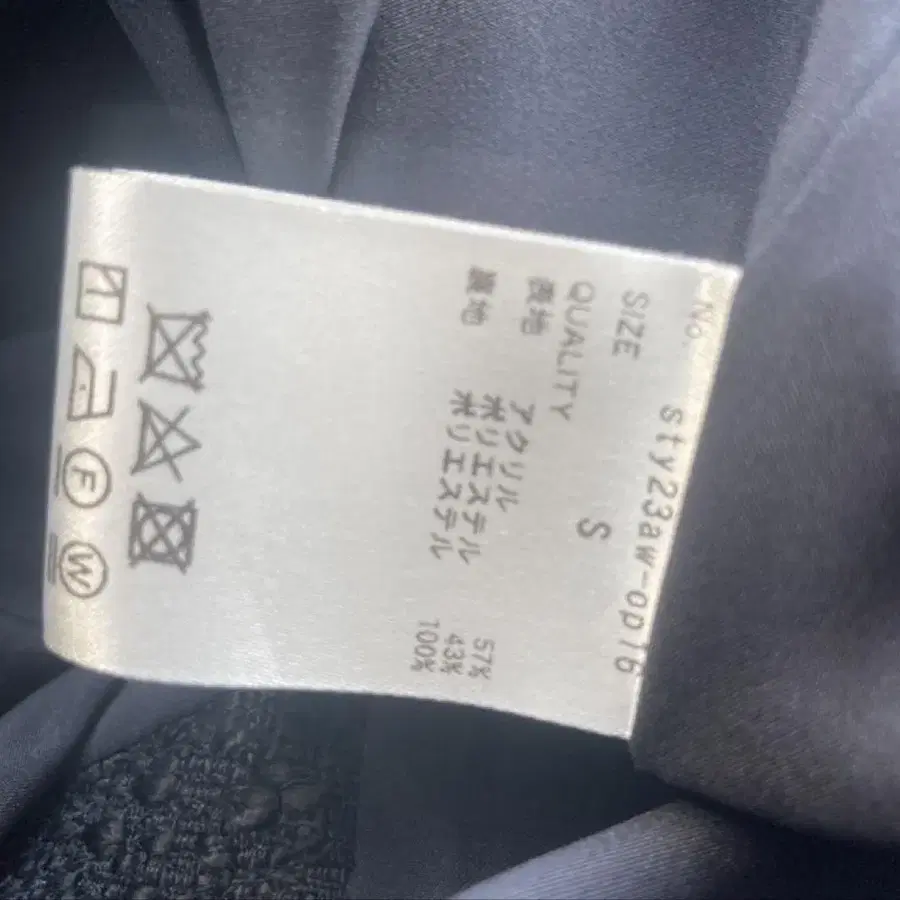 No. sty23aw-op16
SIZE S
QUALITY
表地 アクリル 57%
ポリエステル 43%
裏地 ポリエステル 100%
F W